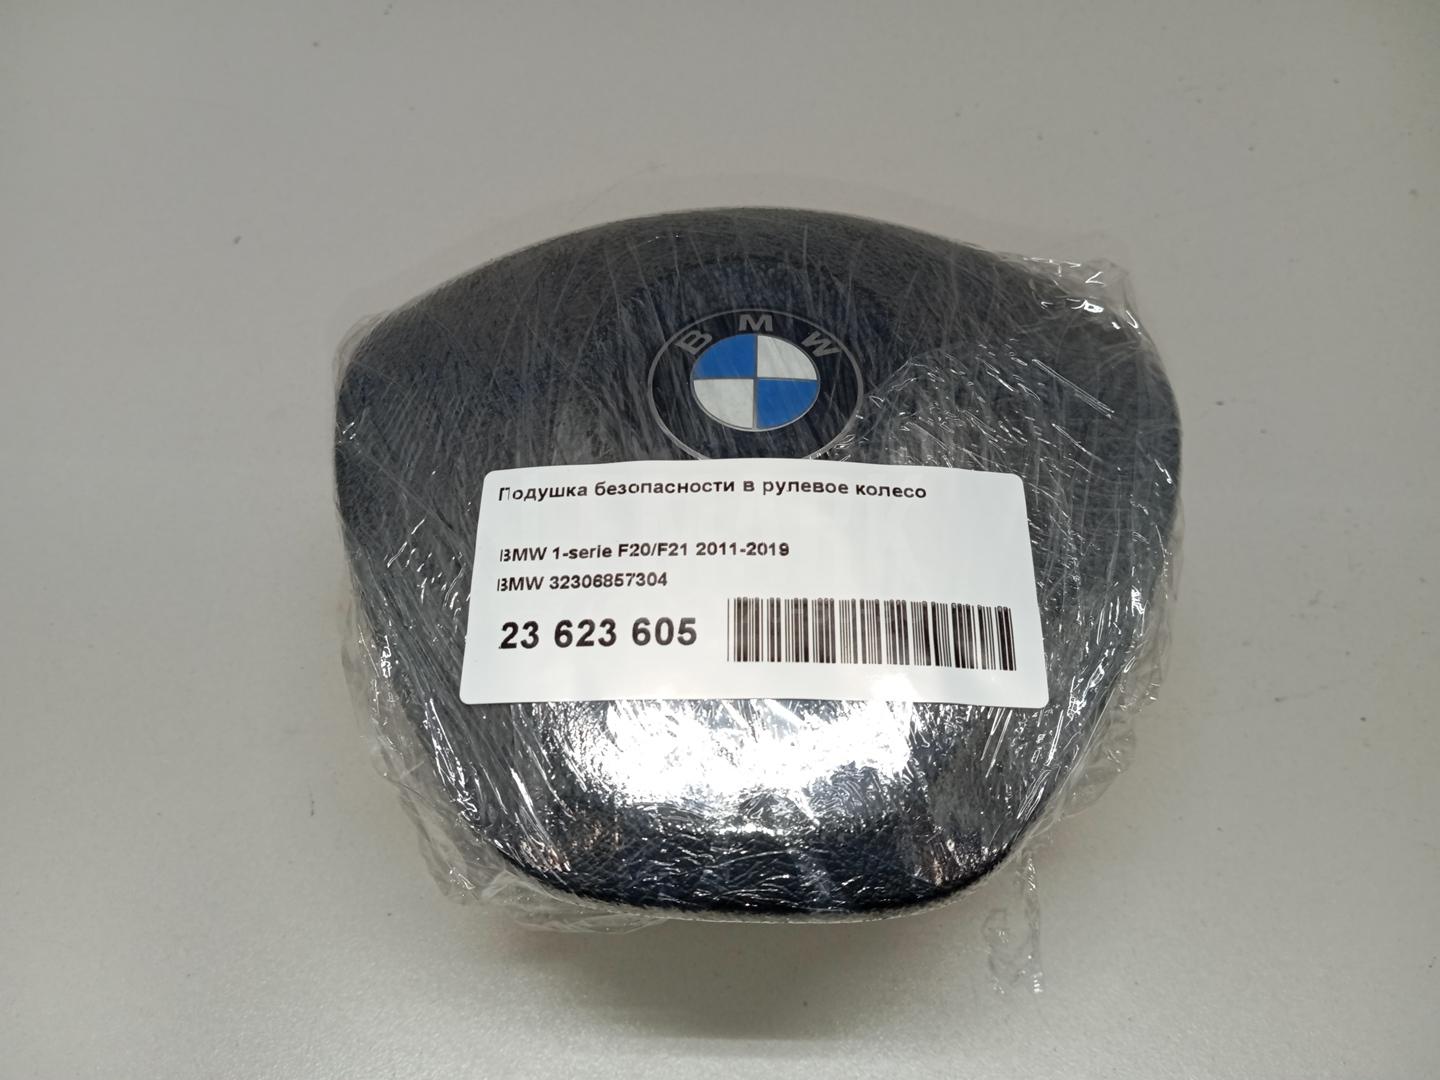 BMW
Подушка безопасности в рулевое колесо
BMW 1-serie F20/F21 2011-2019
BMW 32306857304
23 623 605